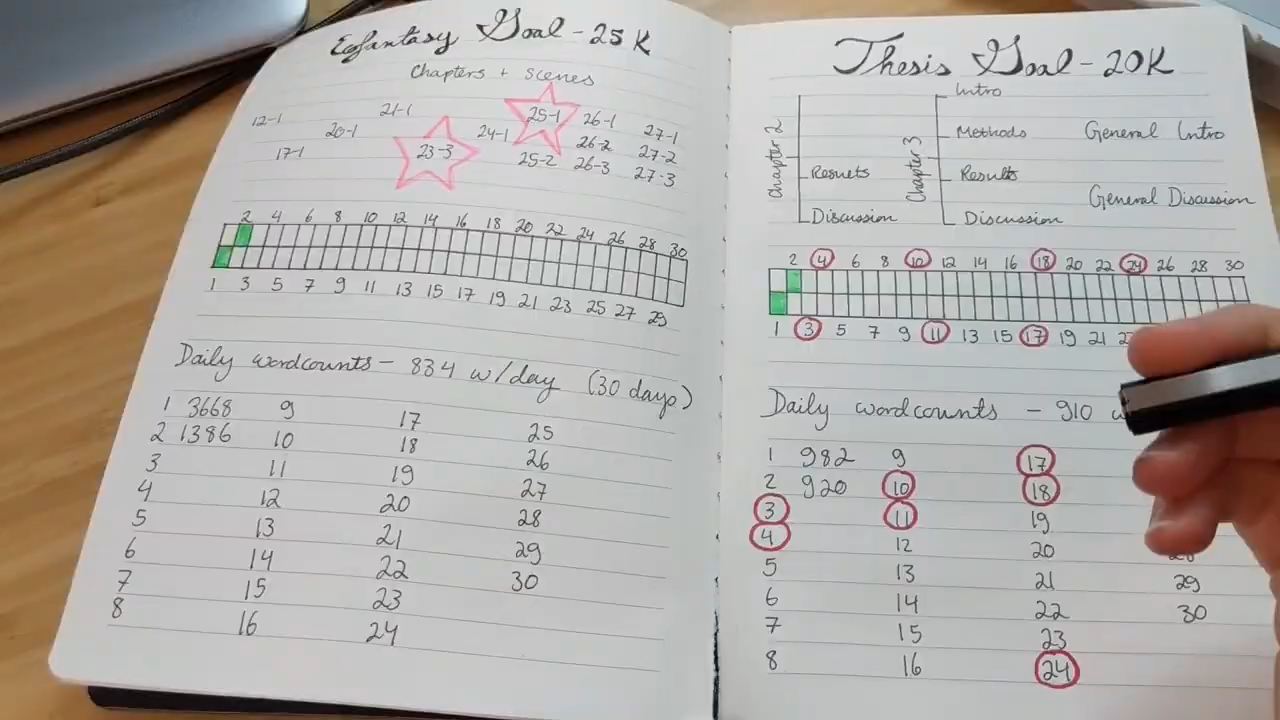 Ecofantasy Goal - 25K
Chapters + Scenes
12-1 20-1 21-1 25-1 26-1 27-1
17-1 23-3 24-1 25-2 26-2 27-2
26-3 27-3
2 4 6 8 10 12 14 16 18 20 22 24 26 28 30
1 3 5 7 9 11 13 15 17 19 21 23 25 27 29
Daily wordcounts - 834 w/day (30 days)
1 3668 9 17 25
2 1386 10 18 26
3 11 19 27
4 12 20 28
5 13 21 29
6 14 22 30
7 15 23
8 16 24
Thesis Goal - 20K
Chapter 2
Results
Discussion
Chapter 3
Intro
Methods
Results
Discussion
General Intro
General Discussion
2 4 6 8 10 12 14 16 18 20 22 24 26 28 30
1 3 5 7 9 11 13 15 17 19 21
Daily wordcounts - 910
1 982 9 17
2 920 10 18
3 11 19
4 12 20
5 13 21 29
6 14 22 30
7 15 23
8 16 24